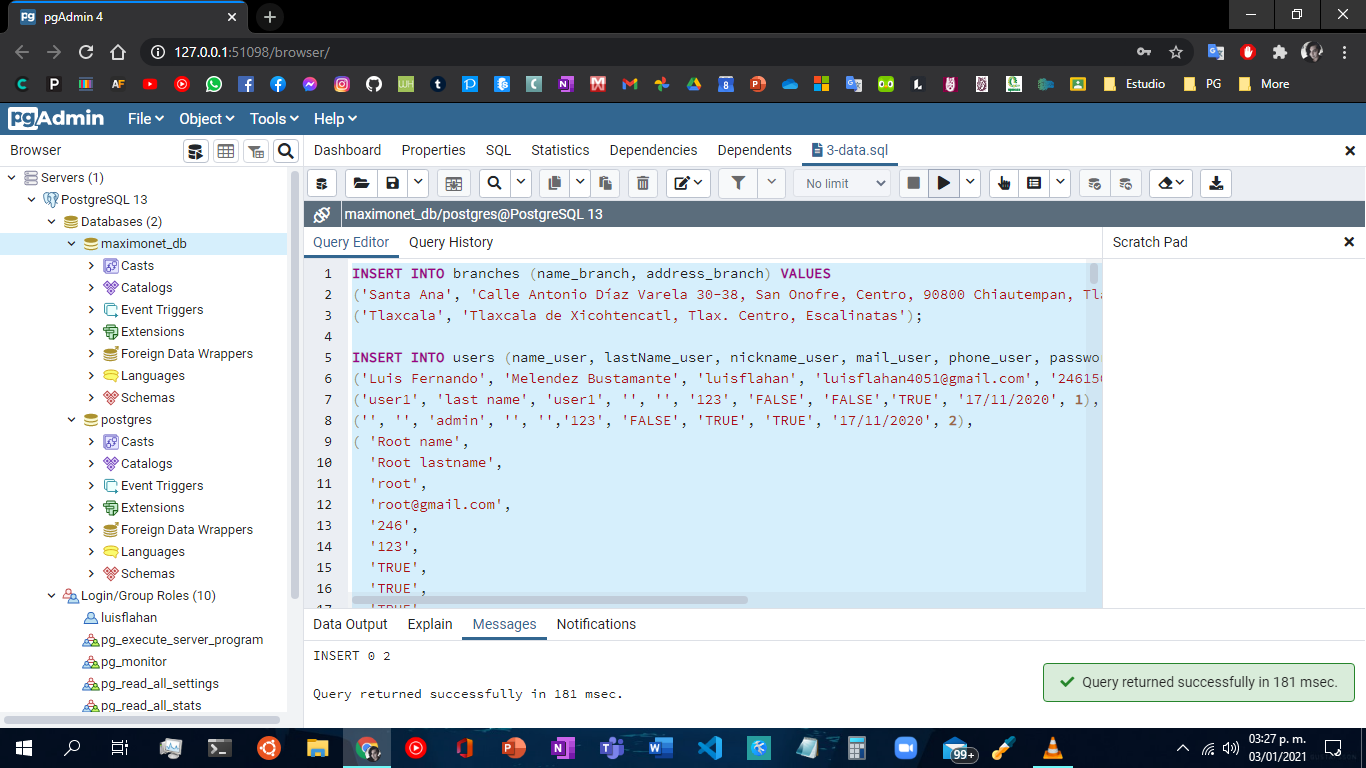 pgAdmin 4
127.0.0.1:51098/browser/
Estudio
PG
More
pgAdmin File Object Tools Help
Browser
Dashboard Properties SQL Statistics Dependencies Dependents 3-data.sql
No limit
maximonet_db/postgres@PostgreSQL 13
Query Editor Query History
Scratch Pad
Servers (1)
PostgreSQL 13
Databases (2)
maximonet_db
Casts
Catalogs
Event Triggers
Extensions
Foreign Data Wrappers
Languages
Schemas
postgres
Casts
Catalogs
Event Triggers
Extensions
Foreign Data Wrappers
Languages
Schemas
Login/Group Roles (10)
luisflahan
pg_execute_server_program
pg_monitor
pg_read_all_settings
pg_read_all_stats
1 INSERT INTO branches (name_branch, address_branch) VALUES
2 ('Santa Ana', 'Calle Antonio Díaz Varela 30-38, San Onofre, Centro, 90800 Chiautempan, Tla
3 ('Tlaxcala', 'Tlaxcala de Xicohtencatl, Tlax. Centro, Escalinatas');
4
5 INSERT INTO users (name_user, lastName_user, nickname_user, mail_user, phone_user, passwo
6 ('Luis Fernando', 'Melendez Bustamante', 'luisflahan', 'luisflahan4051@gmail.com', '246150
7 ('user1', 'last name', 'user1', '', '', '123', 'FALSE', 'FALSE','TRUE', '17/11/2020', 1),
8 ('', '', 'admin', '', '','123', 'FALSE', 'TRUE', 'TRUE', '17/11/2020', 2),
9 ( 'Root name',
10 'Root lastname',
11 'root',
12 'root@gmail.com',
13 '246',
14 '123',
15 'TRUE',
16 'TRUE',
17 'TRUE'
Data Output Explain Messages Notifications
INSERT 0 2
Query returned successfully in 181 msec.
Query returned successfully in 181 msec.
99+
03:27 p. m.
03/01/2021